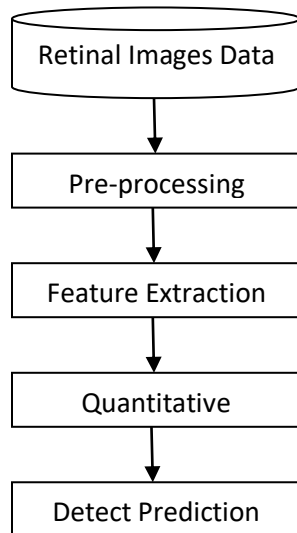 Retinal Images Data
Pre-processing
Feature Extraction
Quantitative
Detect Prediction